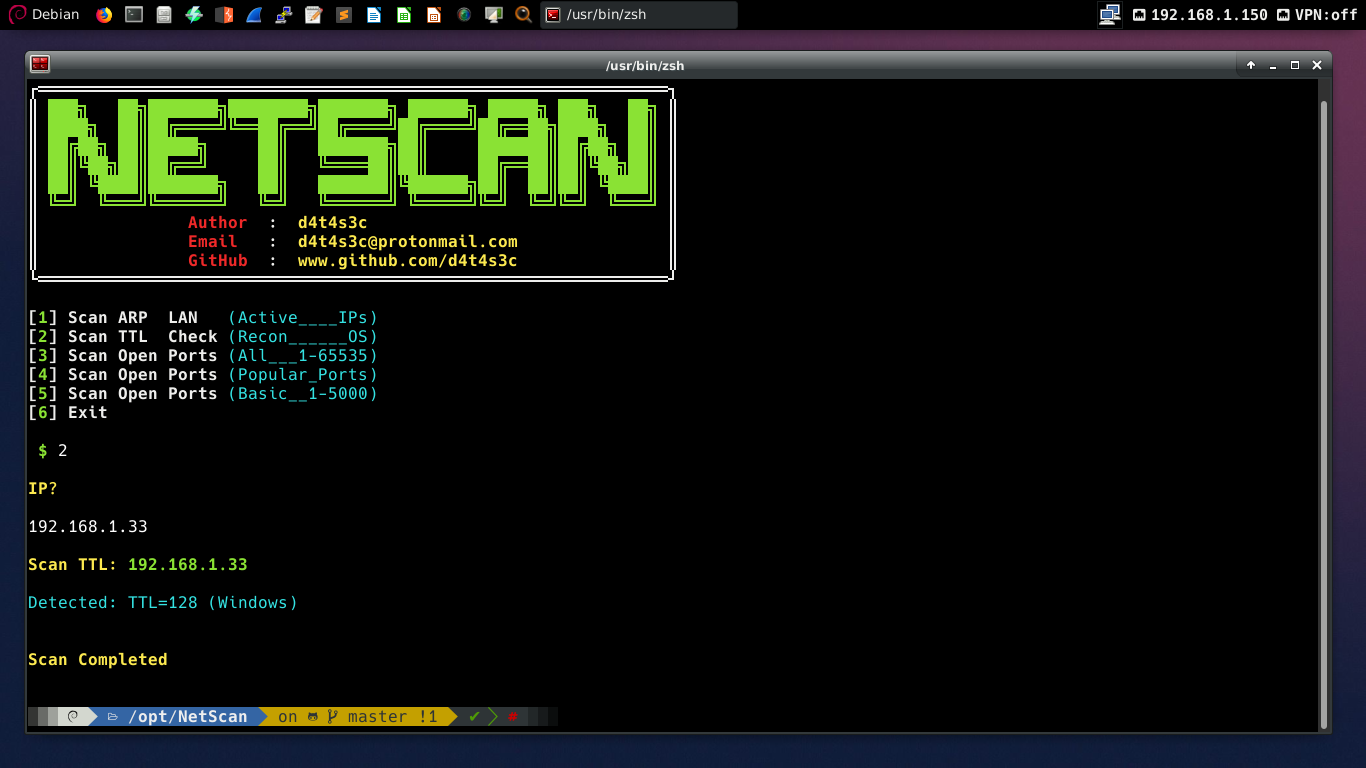 Debian
/usr/bin/zsh
192.168.1.150
VPN:off
/usr/bin/zsh
NETSCAN
Author : d4t4s3c
Email : d4t4s3c@protonmail.com
GitHub : www.github.com/d4t4s3c
[1] Scan ARP  LAN   (Active____IPs)
[2] Scan TTL  Check (Recon______OS)
[3] Scan Open Ports (All___1-65535)
[4] Scan Open Ports (Popular_Ports)
[5] Scan Open Ports (Basic__1-5000)
[6] Exit
$ 2
IP?
192.168.1.33
Scan TTL: 192.168.1.33
Detected: TTL=128 (Windows)
Scan Completed
/opt/NetScan on master !1 ✔ #